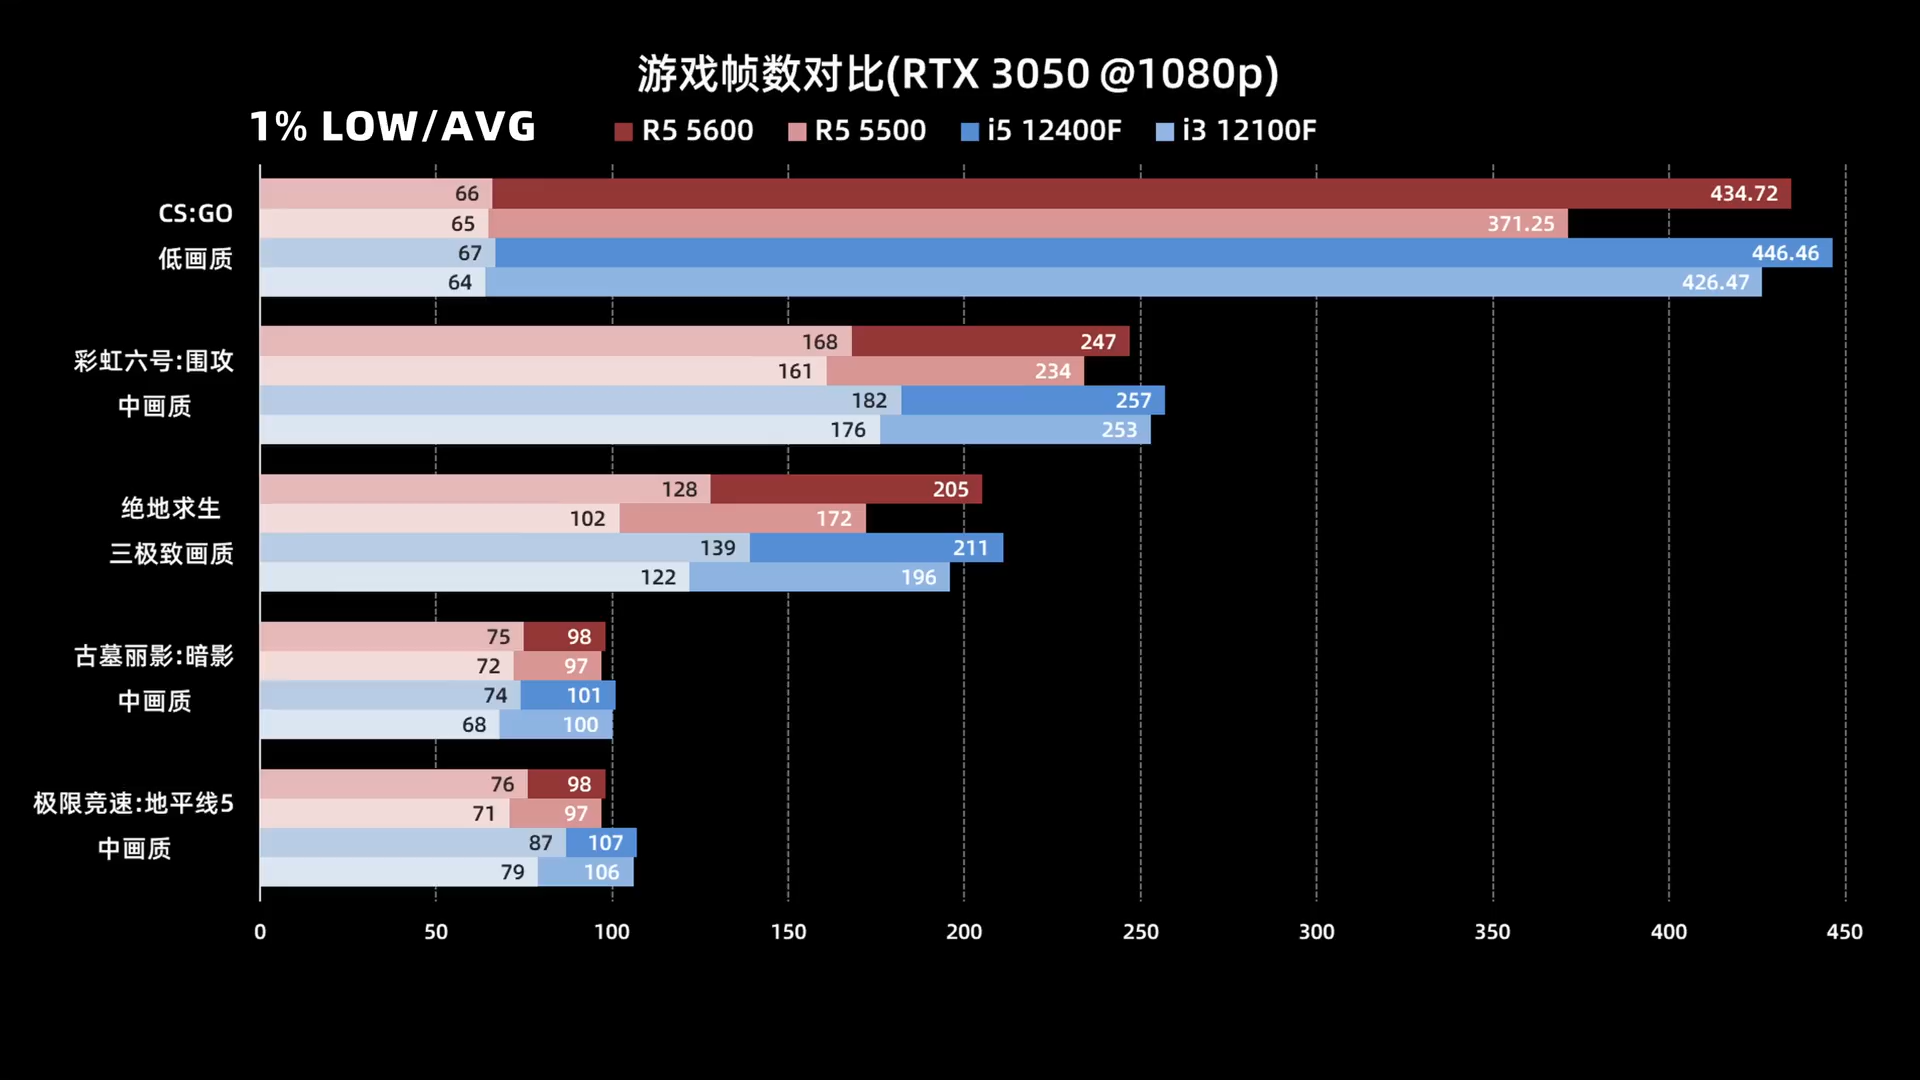 游戏帧数对比(RTX 3050 @1080p)
1% LOW/AVG
R5 5600 R5 5500 i5 12400F i3 12100F
CS:GO
低画质
66 434.72
65 371.25
67 446.46
64 426.47
彩虹六号:围攻
中画质
168 247
161 234
182 257
176 253
绝地求生
三极致画质
128 205
102 172
139 211
122 196
古墓丽影:暗影
中画质
75 98
72 97
74 101
68 100
极限竞速:地平线5
中画质
76 98
71 97
87 107
79 106
0 50 100 150 200 250 300 350 400 450